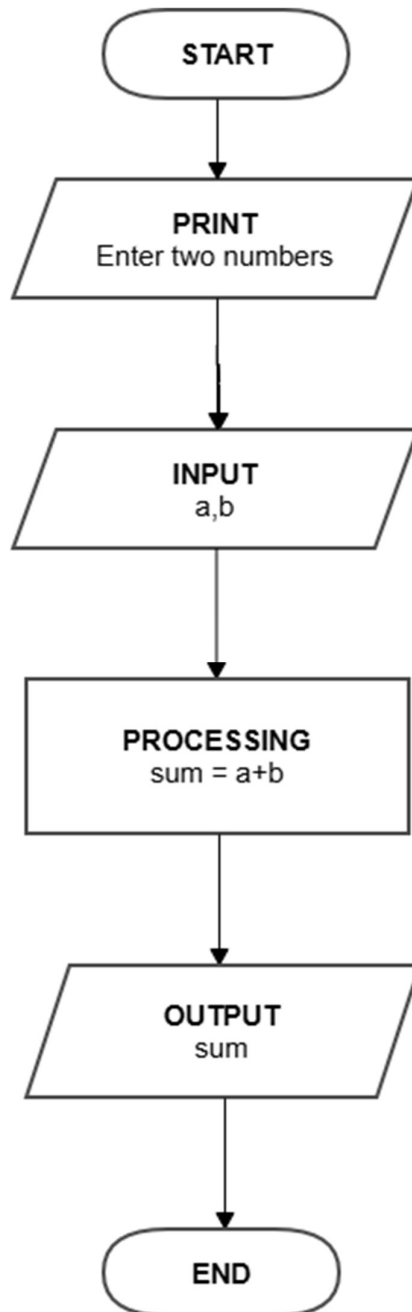 START
PRINT
Enter two numbers
INPUT
a,b
PROCESSING
sum = a+b
OUTPUT
sum
END